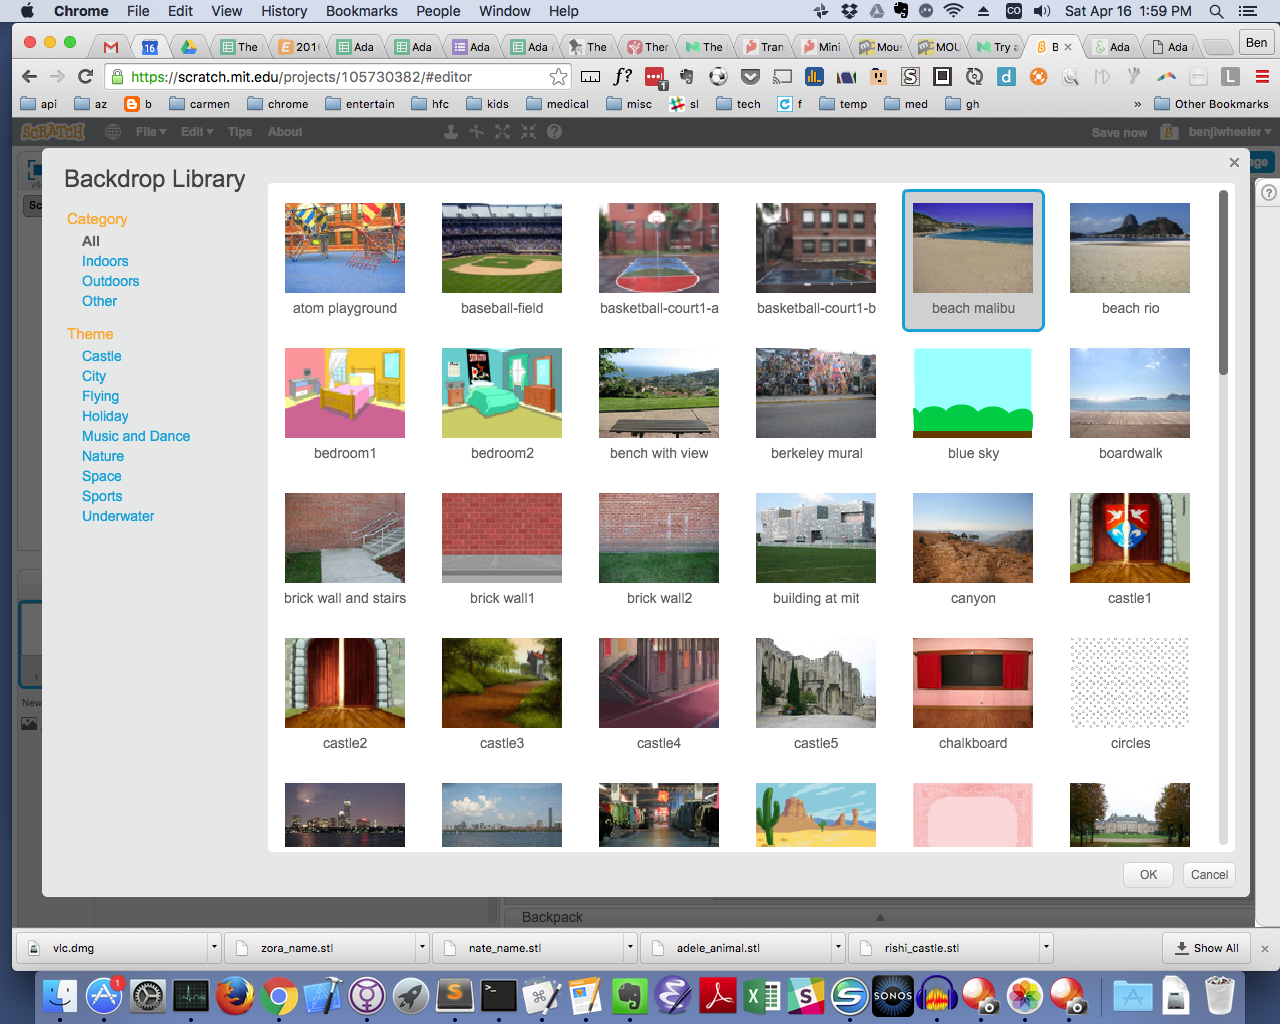 Chrome File Edit View History Bookmarks People Window Help Sat Apr 16 1:59 PM
16 The 201 Ada Ada Ada Ada The Ther The Tran Mini Mous MOU Try a B Ada Ada Ben
https://scratch.mit.edu/projects/105730382/#editor
api az b carmen chrome entertain hfc kids medical misc sl tech f temp med gh » Other Bookmarks
SCRATCH File Edit Tips About Save now benjiwheeler
Backdrop Library
Category
All
Indoors
Outdoors
Other
Theme
Castle
City
Flying
Holiday
Music and Dance
Nature
Space
Sports
Underwater
atom playground baseball-field basketball-court1-a basketball-court1-b beach malibu beach rio
bedroom1 bedroom2 bench with view berkeley mural blue sky boardwalk
brick wall and stairs brick wall1 brick wall2 building at mit canyon castle1
castle2 castle3 castle4 castle5 chalkboard circles
OK Cancel
New
Backpack
vlc.dmg zora_name.stl nate_name.stl adele_animal.stl rishi_castle.stl Show All
SONOS